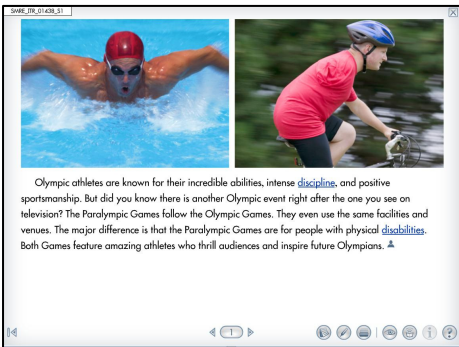 SMRE_ITR_01438_S1
Olympic athletes are known for their incredible abilities, intense discipline, and positive
sportsmanship. But did you know there is another Olympic event right after the one you see on
television? The Paralympic Games follow the Olympic Games. They even use the same facilities and
venues. The major difference is that the Paralympic Games are for people with physical disabilities.
Both Games feature amazing athletes who thrill audiences and inspire future Olympians.
1